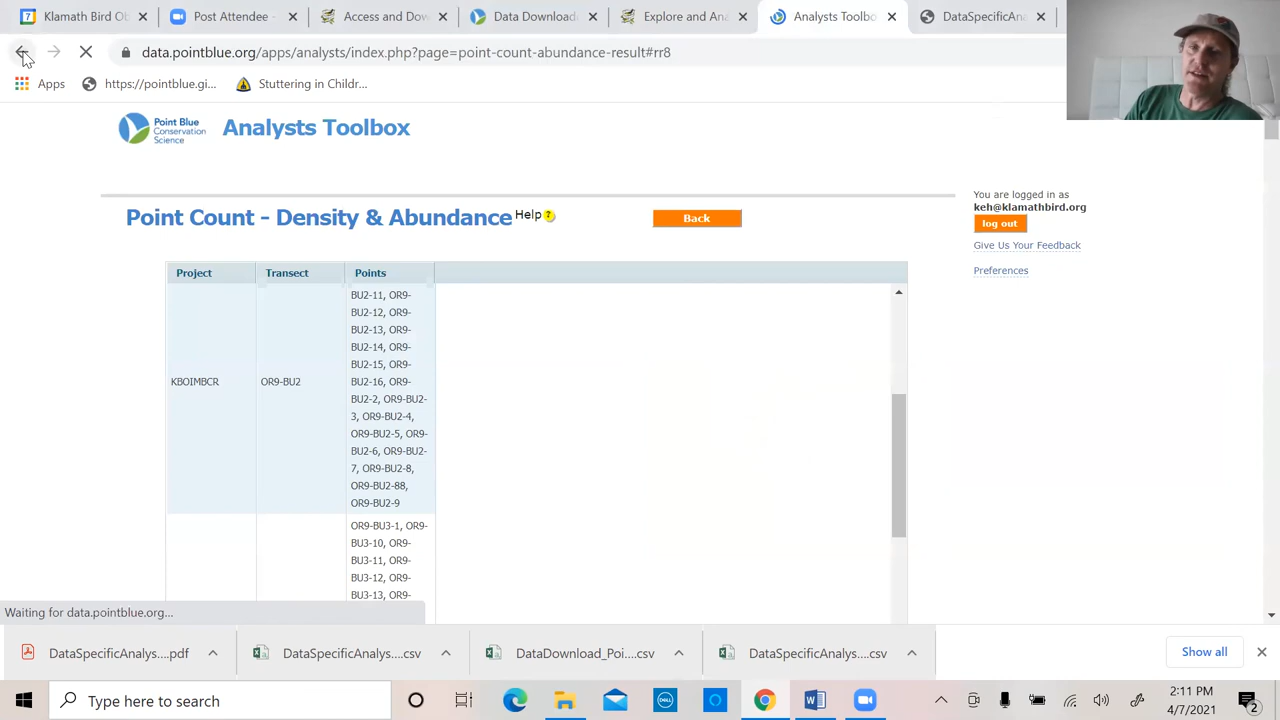 Klamath Bird Ob
Post Attendee -
Access and Do
Data Download
Explore and
Analysts Toolbo
DataSpecificAna
data.pointblue.org/apps/analysts/index.php?page=point-count-abundance-result#rr8
Apps
https://pointblue.gi...
Stuttering in Childr...
Point Blue
Conservation
Science
Analysts Toolbox
You are logged in as
keh@klamathbird.org
log out
Give Us Your Feedback
Preferences
Point Count - Density & Abundance
Help ?
Back
Project
Transect
Points
KBOIMBCR
OR9-BU2
BU2-11, OR9-
BU2-12, OR9-
BU2-13, OR9-
BU2-14, OR9-
BU2-15, OR9-
BU2-16, OR9-
BU2-2, OR9-BU2-
3, OR9-BU2-4,
OR9-BU2-5, OR9-
BU2-6, OR9-BU2-
7, OR9-BU2-8,
OR9-BU2-88,
OR9-BU2-9
OR9-BU3-1, OR9-
BU3-10, OR9-
BU3-11, OR9-
BU3-12, OR9-
BU3-13, OR9-
Waiting for data.pointblue.org...
DataSpecificAnalys....pdf
DataSpecificAnalys....csv
DataDownload_Poi....csv
DataSpecificAnalys....csv
Show all
Type here to search
DELL
2:11 PM
4/7/2021
2